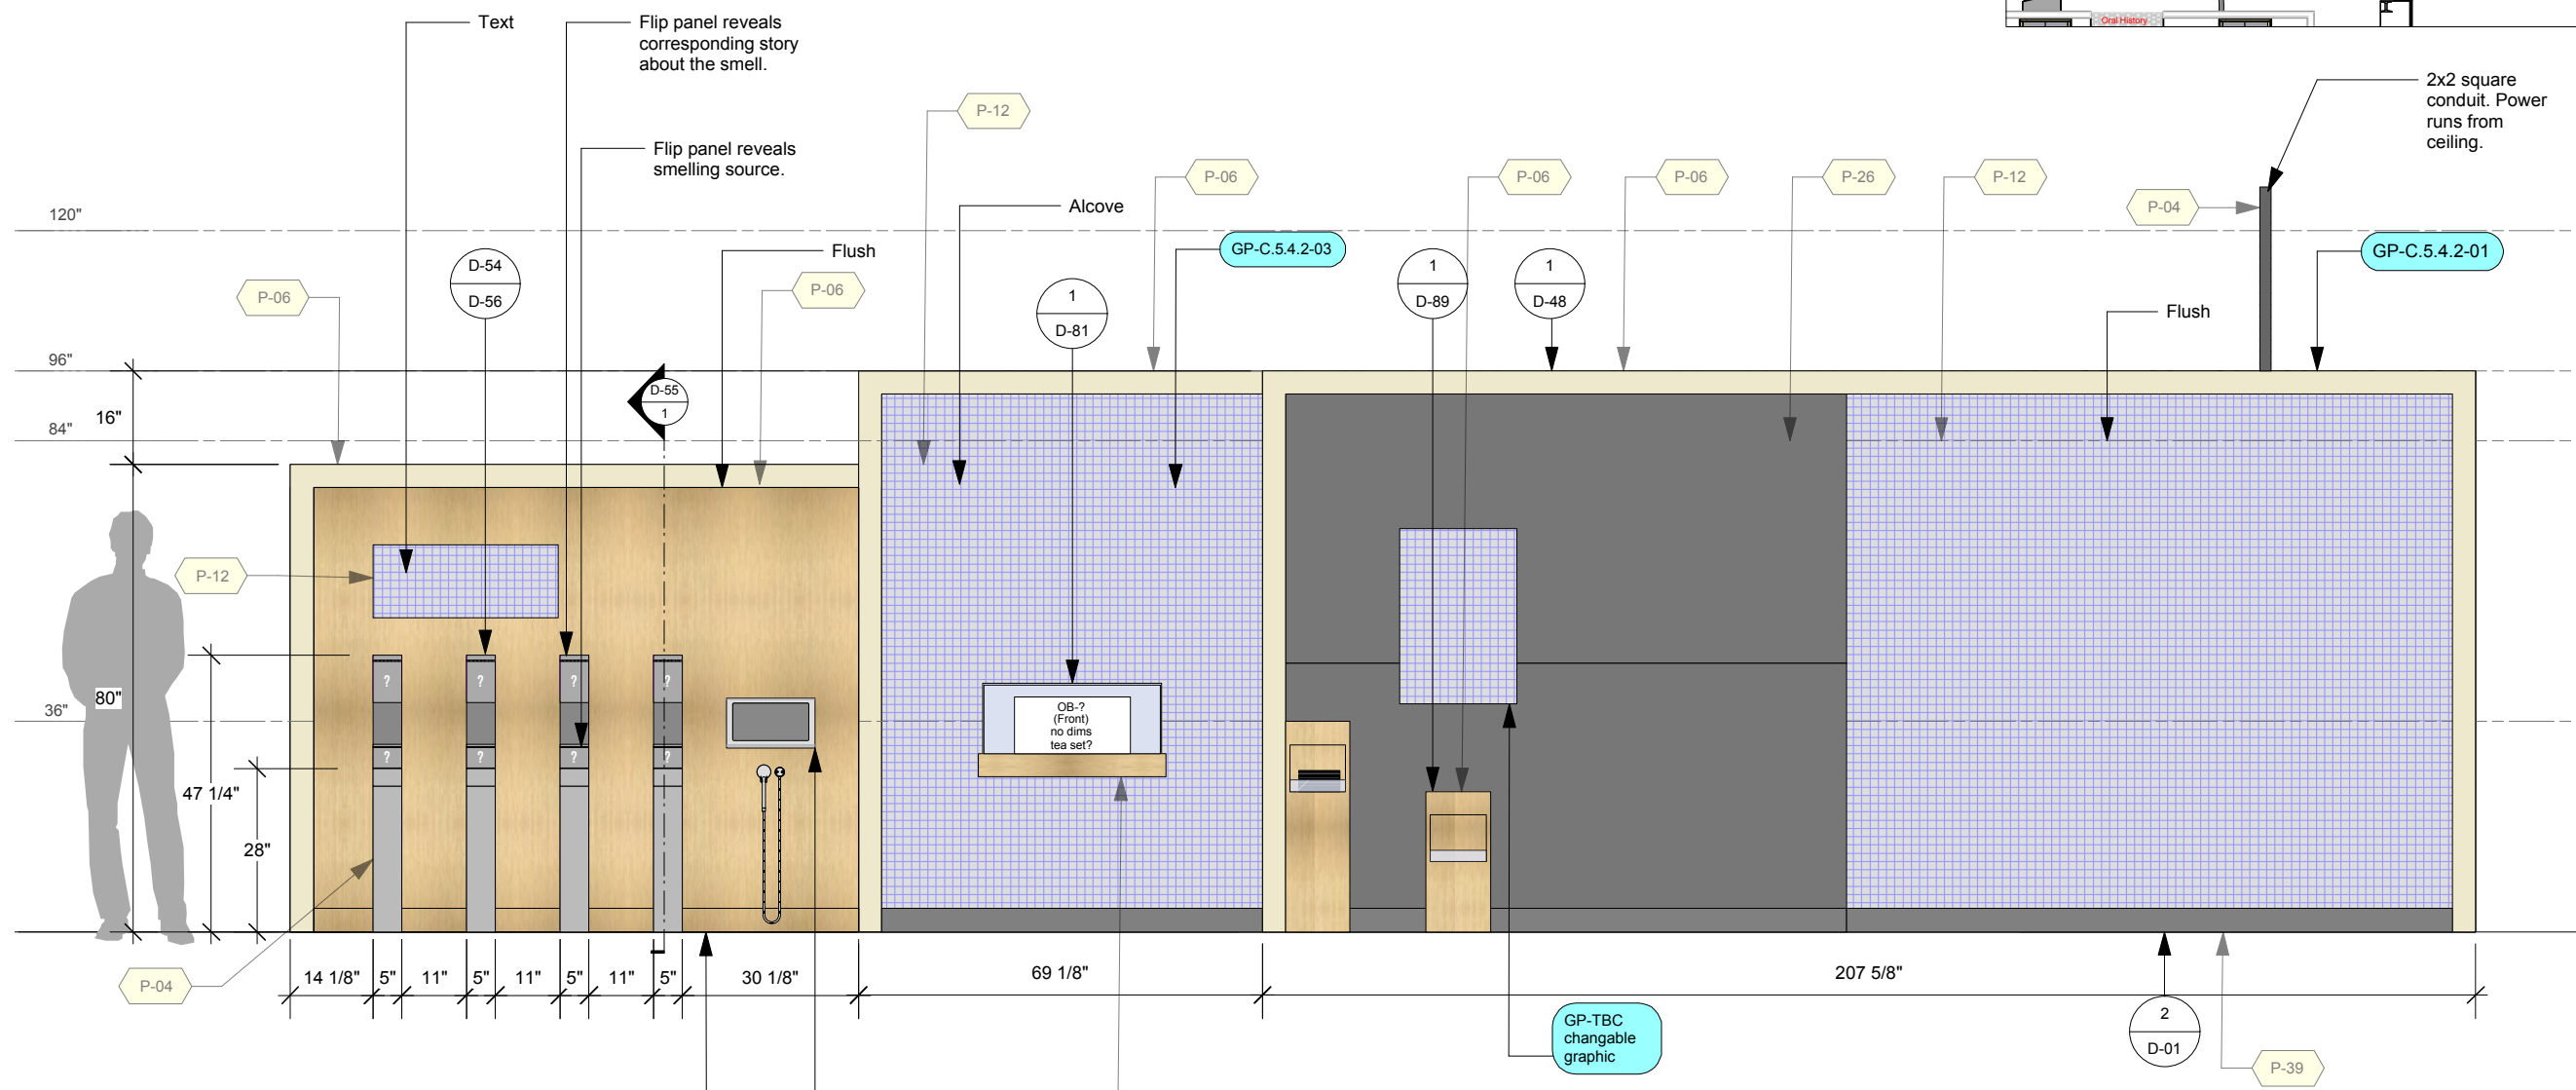 Oral History
Text
Flip panel reveals
corresponding story
about the smell.
2x2 square
conduit. Power
runs from
ceiling.
P-12
Flip panel reveals
smelling source.
P-06
P-06
P-06
P-26
P-12
Alcove
P-04
120"
Flush
GP-C.5.4.2-03
GP-C.5.4.2-01
D-54
D-56
1
D-89
1
D-48
P-06
P-06
1
D-81
Flush
96"
D-55
1
16"
84"
P-12
?
?
?
?
80"
36"
OB-?
(Front)
no dims
tea set?
?
?
?
?
47 1/4"
28"
P-04
14 1/8"
5"
11"
5"
11"
5"
11"
5"
30 1/8"
69 1/8"
207 5/8"
GP-TBC
changable
graphic
2
D-01
P-39